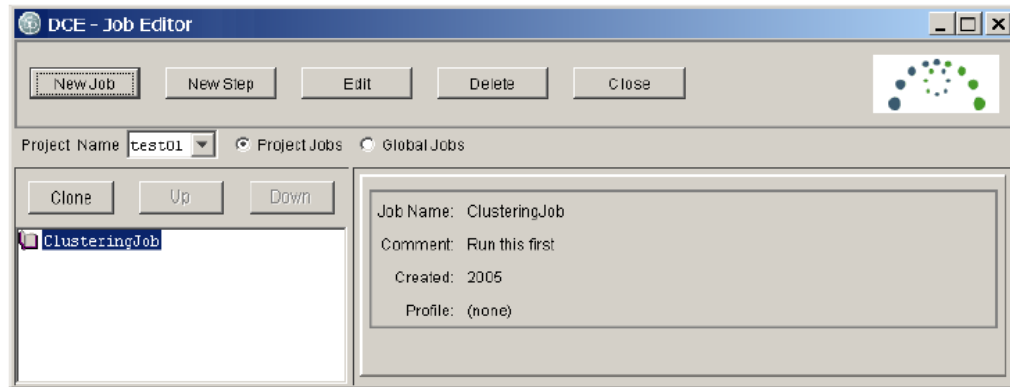 DCE - Job Editor
New Job New Step Edit Delete Close
Project Name test01 Project Jobs Global Jobs
Clone Up Down
ClusteringJob
Job Name: ClusteringJob
Comment: Run this first
Created: 2005
Profile: (none)